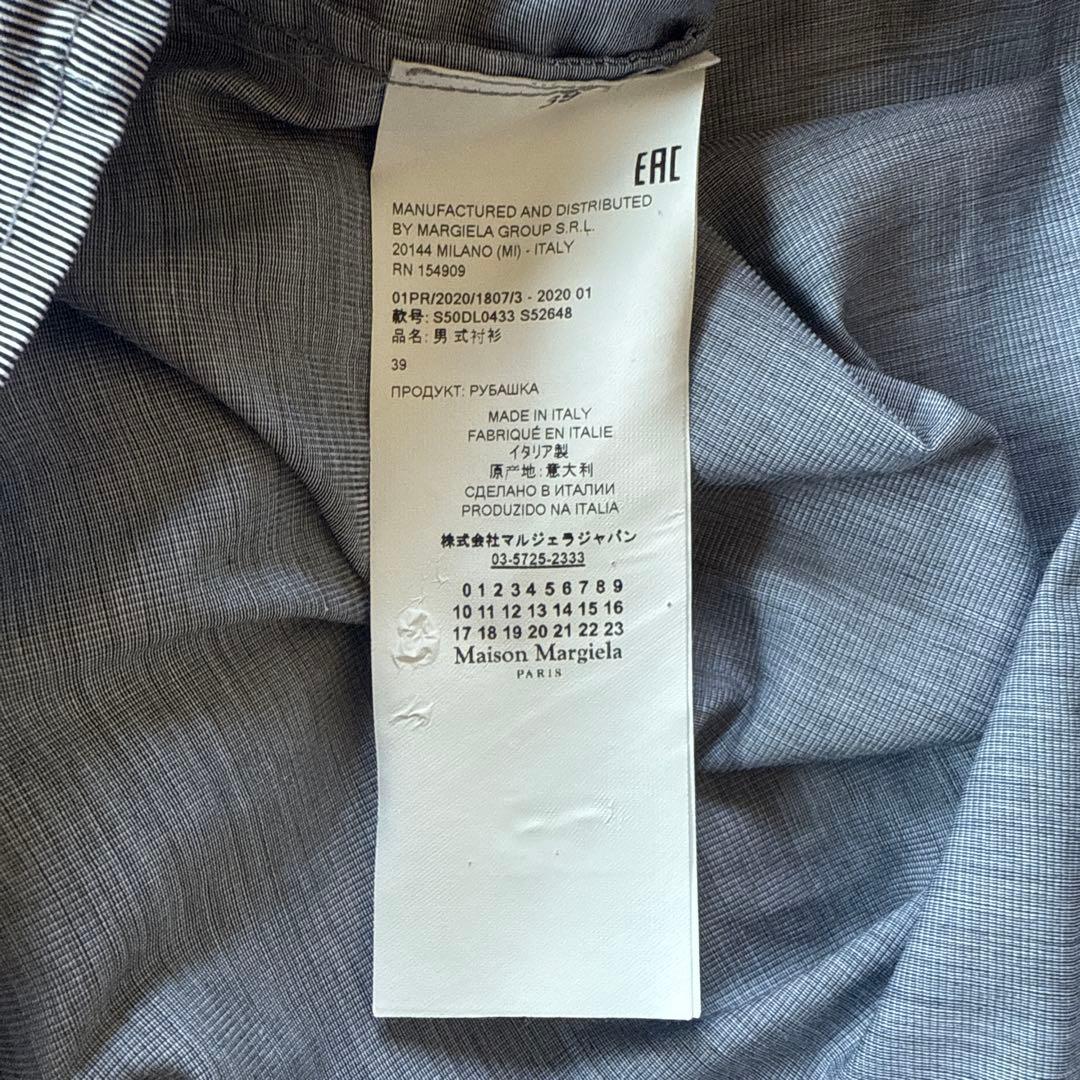 39
EAC
MANUFACTURED AND DISTRIBUTED
BY MARGIELA GROUP S.R.L.
20144 MILANO (MI) - ITALY
RN 154909
01PR/2020/1807/3 - 2020 01
款号: S50DL0433 S52648
品名: 男式衬衫
39
ПРОДУКТ: РУБАШКА
MADE IN ITALY
FABRIQUÉ EN ITALIE
イタリア製
原产地: 意大利
СДЕЛАНО В ИТАЛИИ
PRODUZIDO NA ITALIA
株式会社マルジェラジャパン
03-5725-2333
0 1 2 3 4 5 6 7 8 9
10 11 12 13 14 15 16
17 18 19 20 21 22 23
Maison Margiela
PARIS